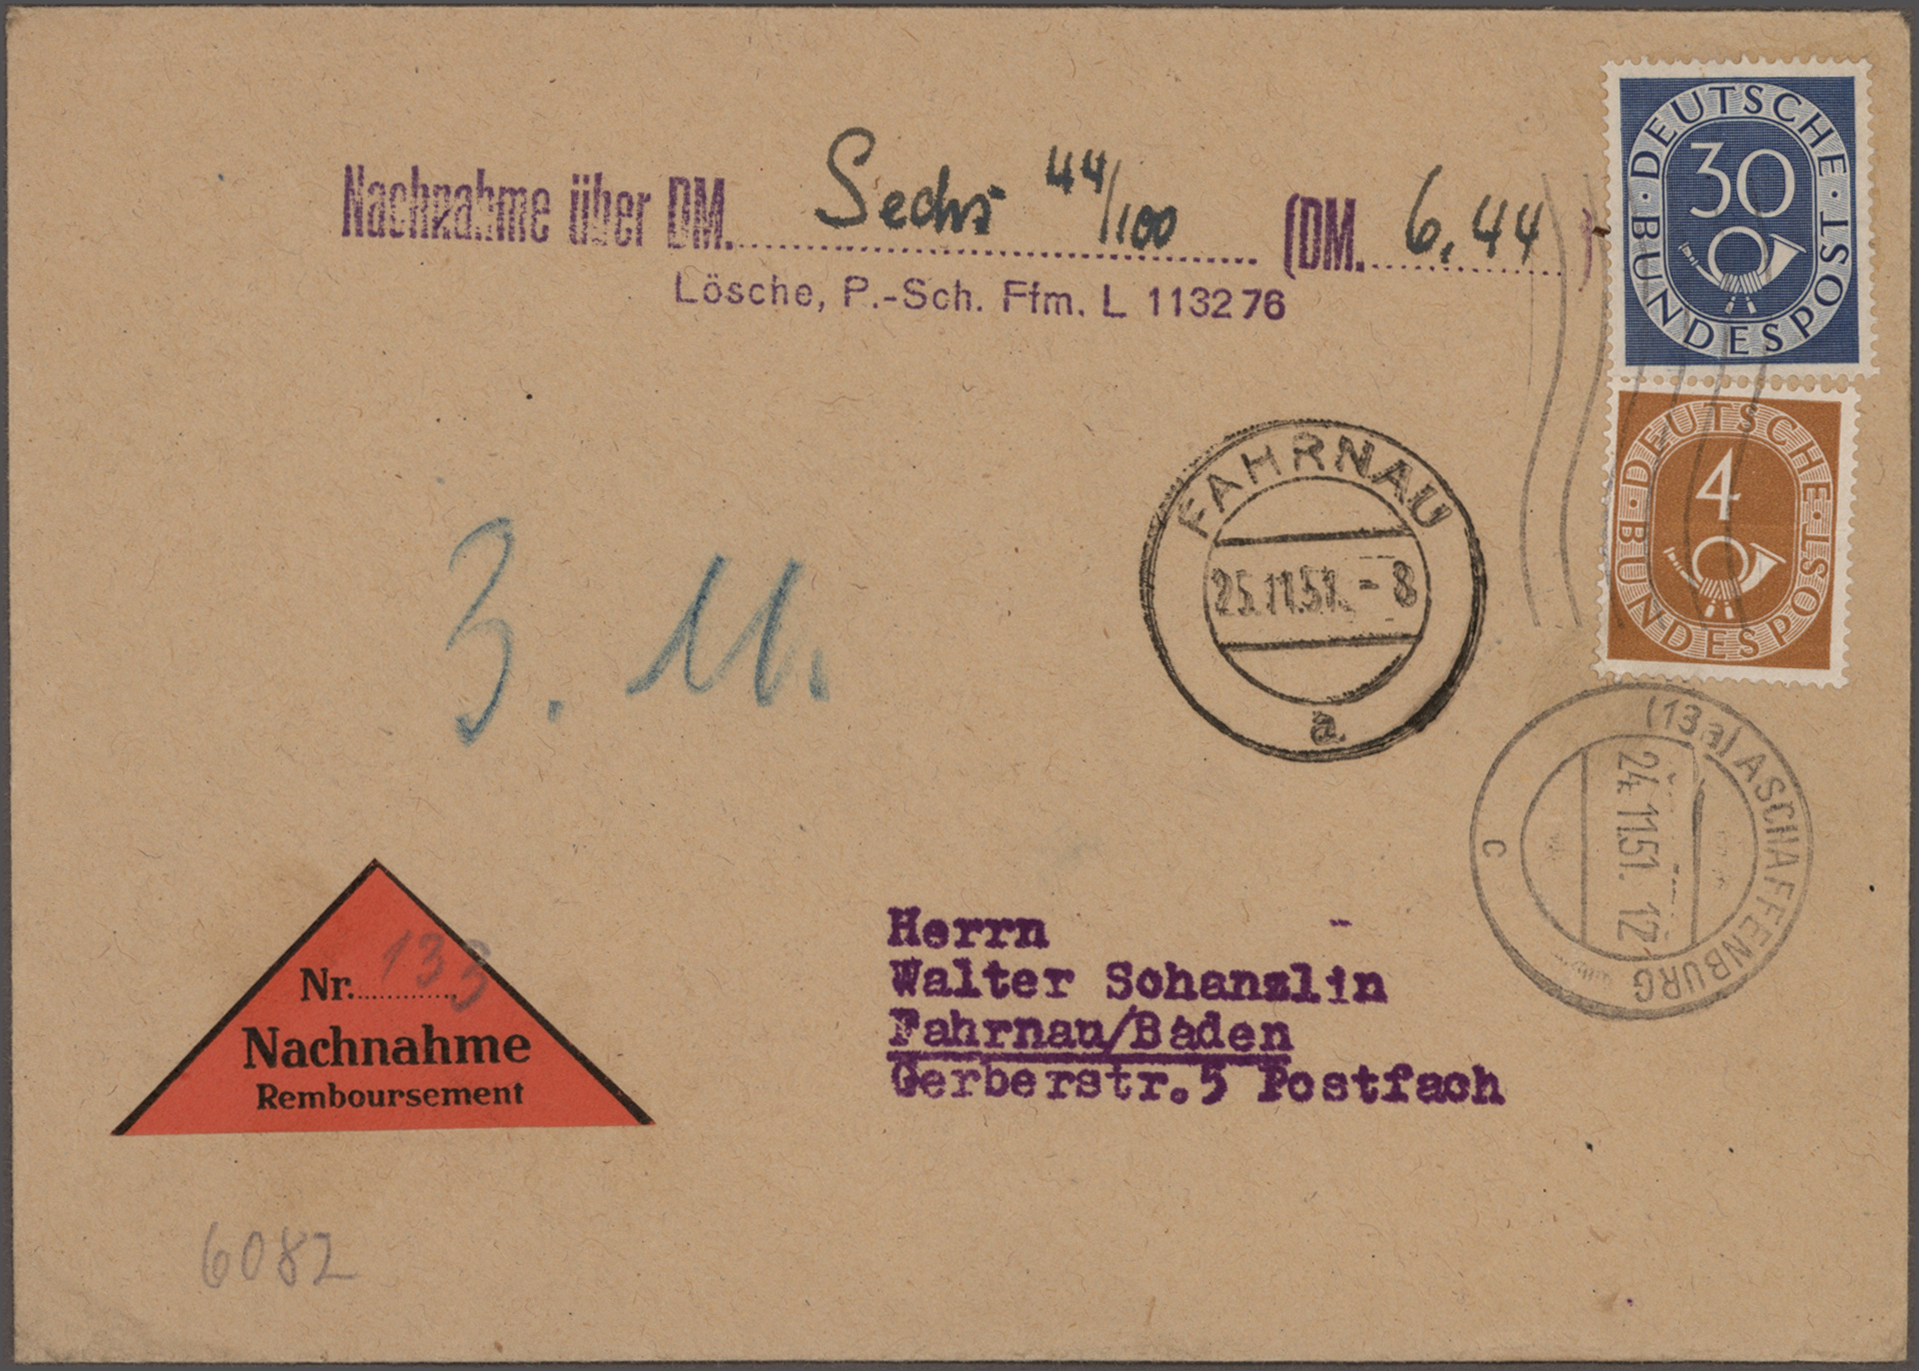 Nachnahme über DM. Sechs 44/100 (DM. 6,44)
Lösche, P.-Sch. Ffm. L 113276
30
DEUTSCHE BUNDESPOST
4
DEUTSCHE BUNDESPOST
FAHRNAU
25.11.51.-8
a
(13a) ASCHAFFENBURG
24.11.51. 12
c
3. 11.
Nr. 133
Nachnahme
Remboursement
Herrn
Walter Schanzlin
Fahrnau/Baden
Gerberstr.5 Postfach
6082